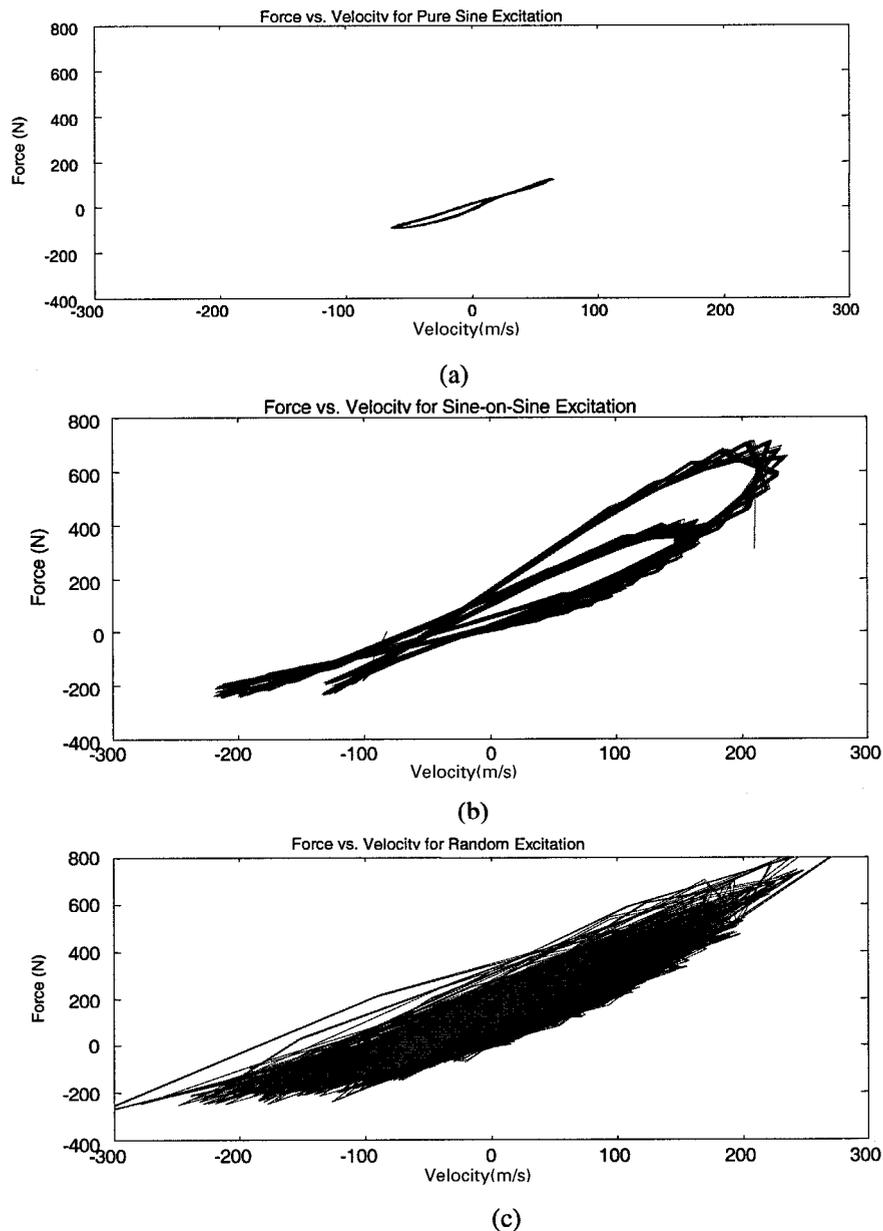 Force vs. Velocity for Pure Sine Excitation
800
600
400
200
0
-200
-400
Force (N)
-300 -200 -100 0 100 200 300
Velocity(m/s)
(a)
Force vs. Velocity for Sine-on-Sine Excitation
800
600
400
200
0
-200
-400
Force (N)
-300 -200 -100 0 100 200 300
Velocity(m/s)
(b)
Force vs. Velocity for Random Excitation
800
600
400
200
0
-200
-400
Force (N)
-300 -200 -100 0 100 200 300
Velocity(m/s)
(c)